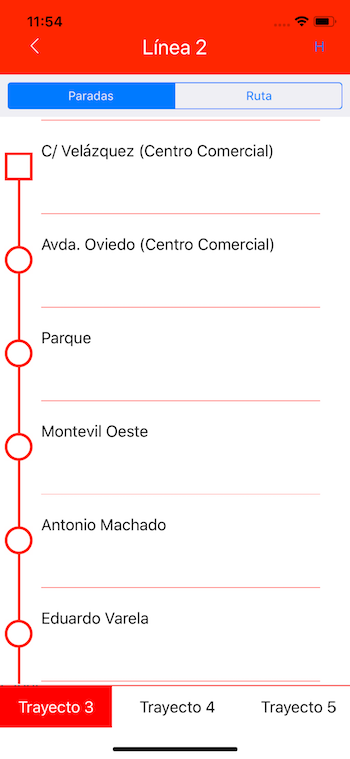 11:54
Línea 2
H
Paradas
Ruta
C/ Velázquez (Centro Comercial)
Avda. Oviedo (Centro Comercial)
Parque
Montevil Oeste
Antonio Machado
Eduardo Varela
Trayecto 3
Trayecto 4
Trayecto 5